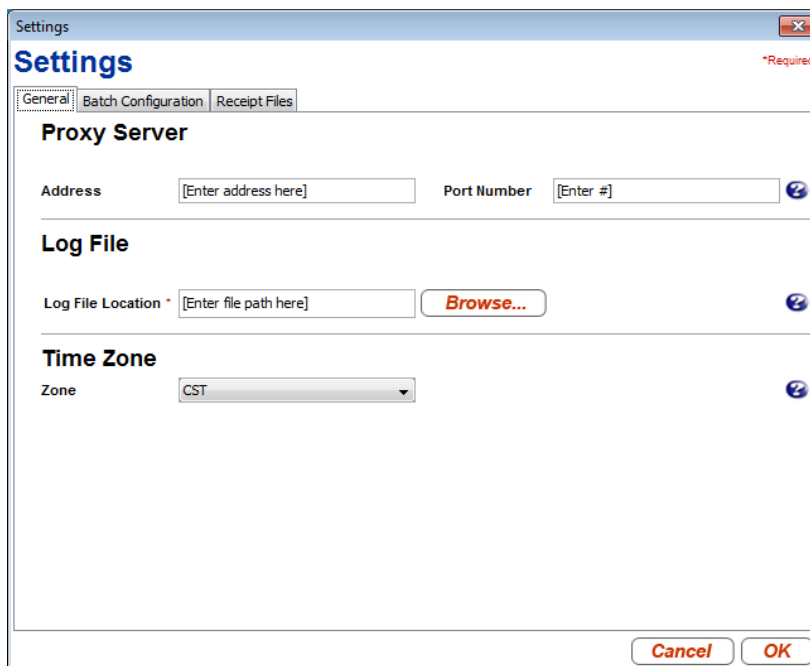 Settings
Settings
*Required
General Batch Configuration Receipt Files
Proxy Server
Address [Enter address here] Port Number [Enter #]
Log File
Log File Location * [Enter file path here] Browse...
Time Zone
Zone CST
Cancel OK